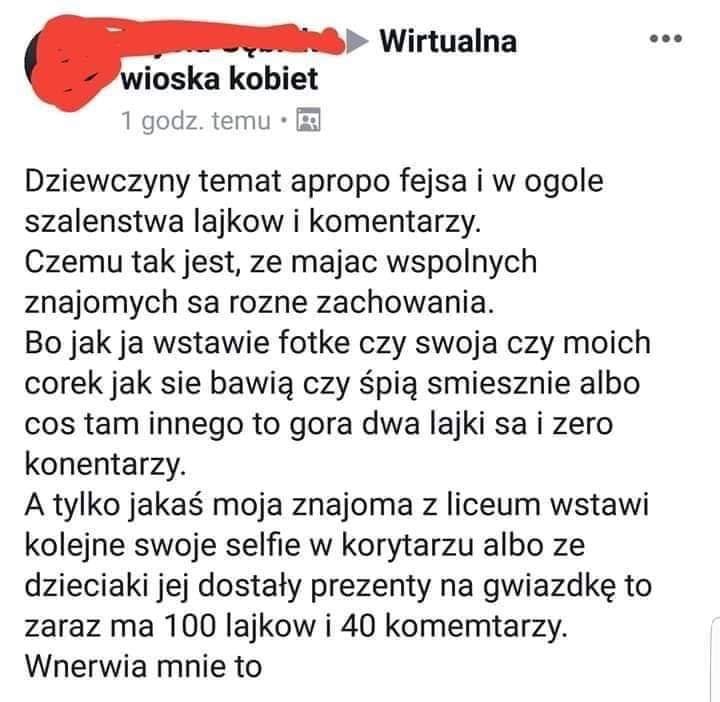 Wirtualna
wioska kobiet
1 godz. temu •
Dziewczyny temat apropo fejsa i w ogole
szalenstwa lajkow i komentarzy.
Czemu tak jest, ze majac wspolnych
znajomych sa rozne zachowania.
Bo jak ja wstawie fotke czy swoja czy moich
corek jak sie bawią czy śpią smiesznie albo
cos tam innego to gora dwa lajki sa i zero
konentarzy.
A tylko jakaś moja znajoma z liceum wstawi
kolejne swoje selfie w korytarzu albo ze
dzieciaki jej dostały prezenty na gwiazdkę to
zaraz ma 100 lajkow i 40 komemtarzy.
Wnerwia mnie to